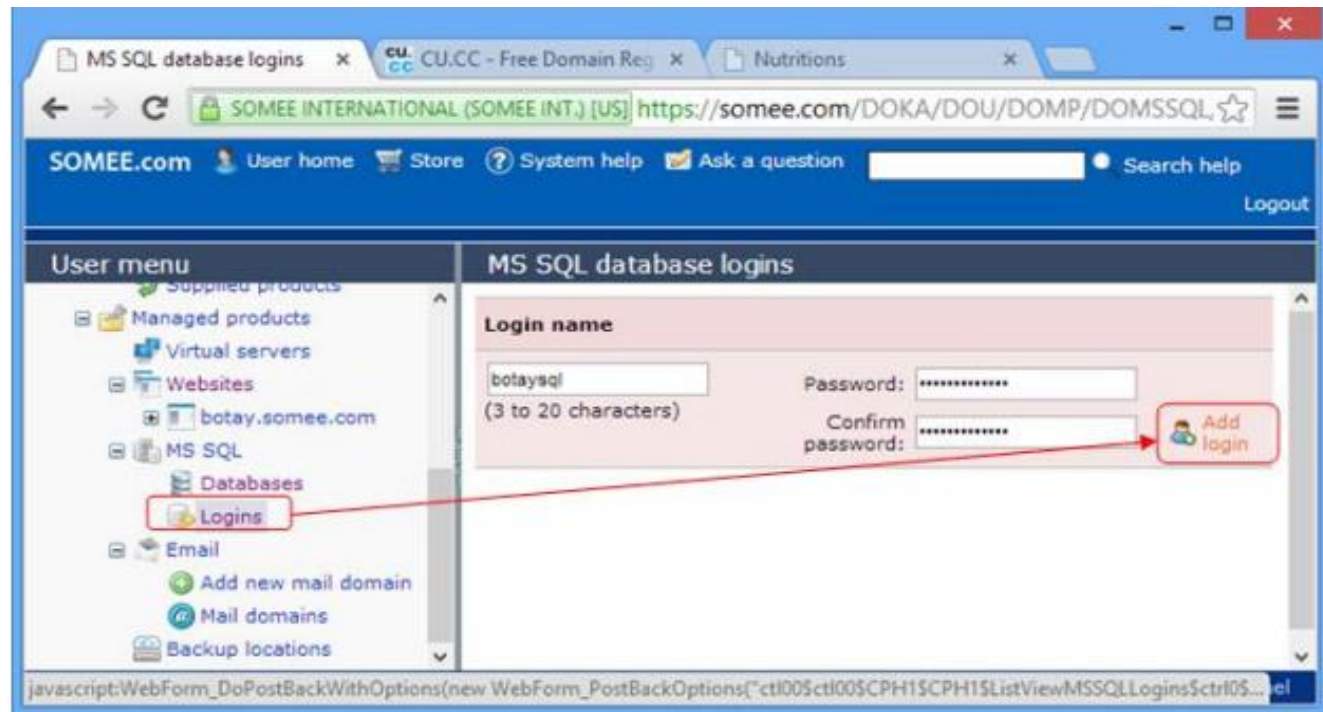 MS SQL database logins
CU.CC - Free Domain Reg
Nutritions
SOMEE INTERNATIONAL (SOMEE INT.) [US] https://somee.com/DOKA/DOU/DOMP/DOMSSQL
SOMEE.com User home Store System help Ask a question Search help
Logout
User menu
Supplied products
Managed products
Virtual servers
Websites
botay.somee.com
MS SQL
Databases
Logins
Email
Add new mail domain
Mail domains
Backup locations
MS SQL database logins
Login name
botaysql
(3 to 20 characters)
Password: •••••••••••••
Confirm
password: •••••••••••••
Add
login
javascript:WebForm_DoPostBackWithOptions(new WebForm_PostBackOptions("ctl00$ctl00$CPH1$CPH1$ListViewMSSQLLogins$ctrl0$...